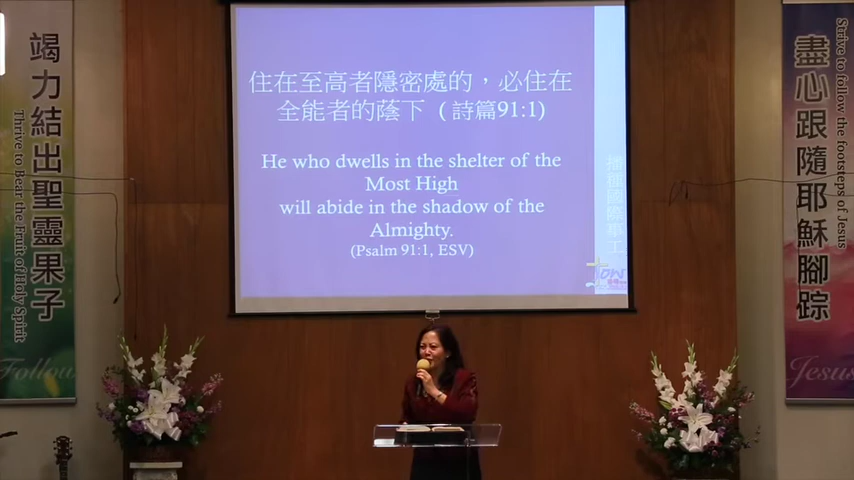 竭力結出聖靈果子
Thrive to Bear the Fruit of Holy Spirit
Follow
住在至高者隱密處的，必住在
全能者的蔭下（詩篇91:1)
He who dwells in the shelter of the
Most High
will abide in the shadow of the
Almighty.
(Psalm 91:1, ESV)
Strive to follow the footsteps of Jesus
盡心跟隨耶穌腳踪
Jesus